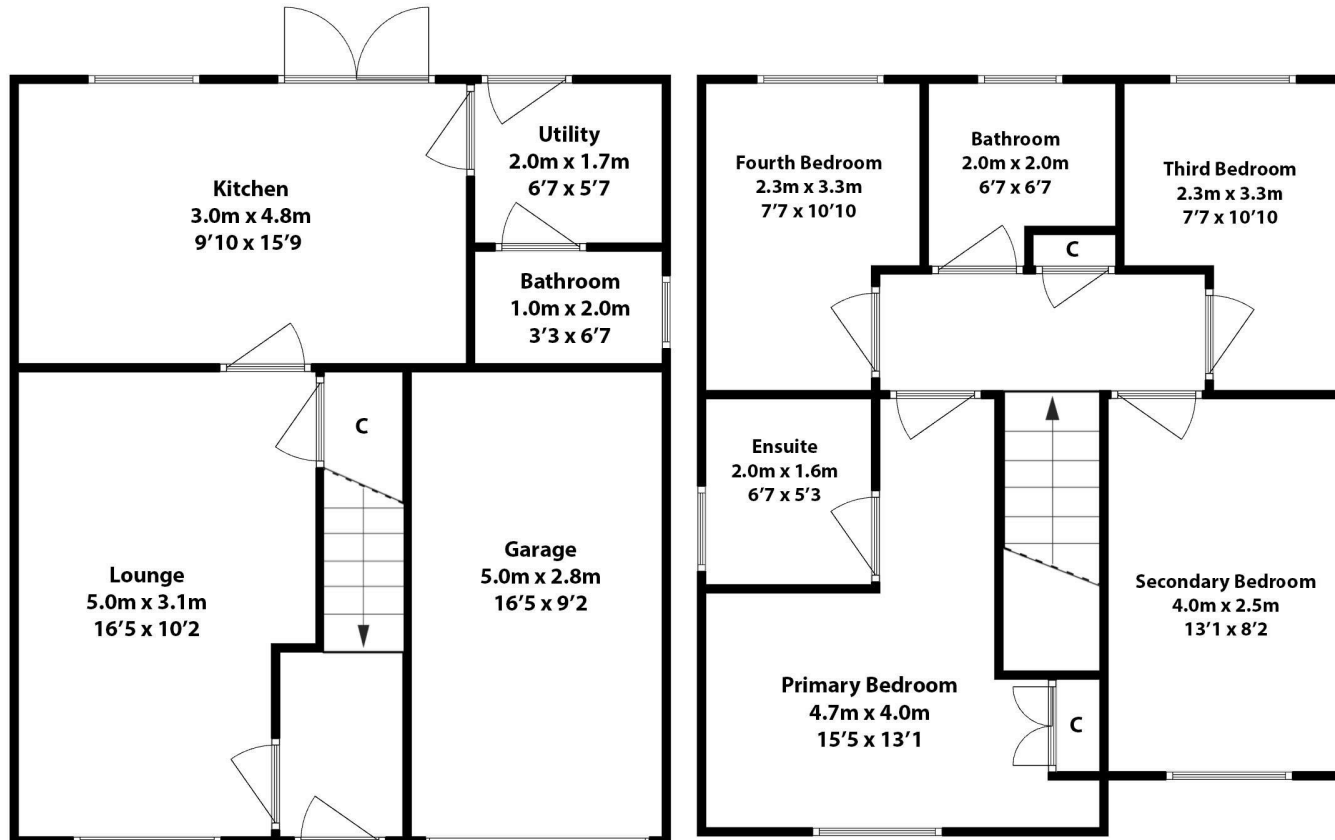 Kitchen
3.0m x 4.8m
9’10 x 15’9
Utility
2.0m x 1.7m
6’7 x 5’7
Bathroom
1.0m x 2.0m
3’3 x 6’7
C
Lounge
5.0m x 3.1m
16’5 x 10’2
Garage
5.0m x 2.8m
16’5 x 9’2
Fourth Bedroom
2.3m x 3.3m
7’7 x 10’10
Bathroom
2.0m x 2.0m
6’7 x 6’7
Third Bedroom
2.3m x 3.3m
7’7 x 10’10
C
Ensuite
2.0m x 1.6m
6’7 x 5’3
Secondary Bedroom
4.0m x 2.5m
13’1 x 8’2
Primary Bedroom
4.7m x 4.0m
15’5 x 13’1
C